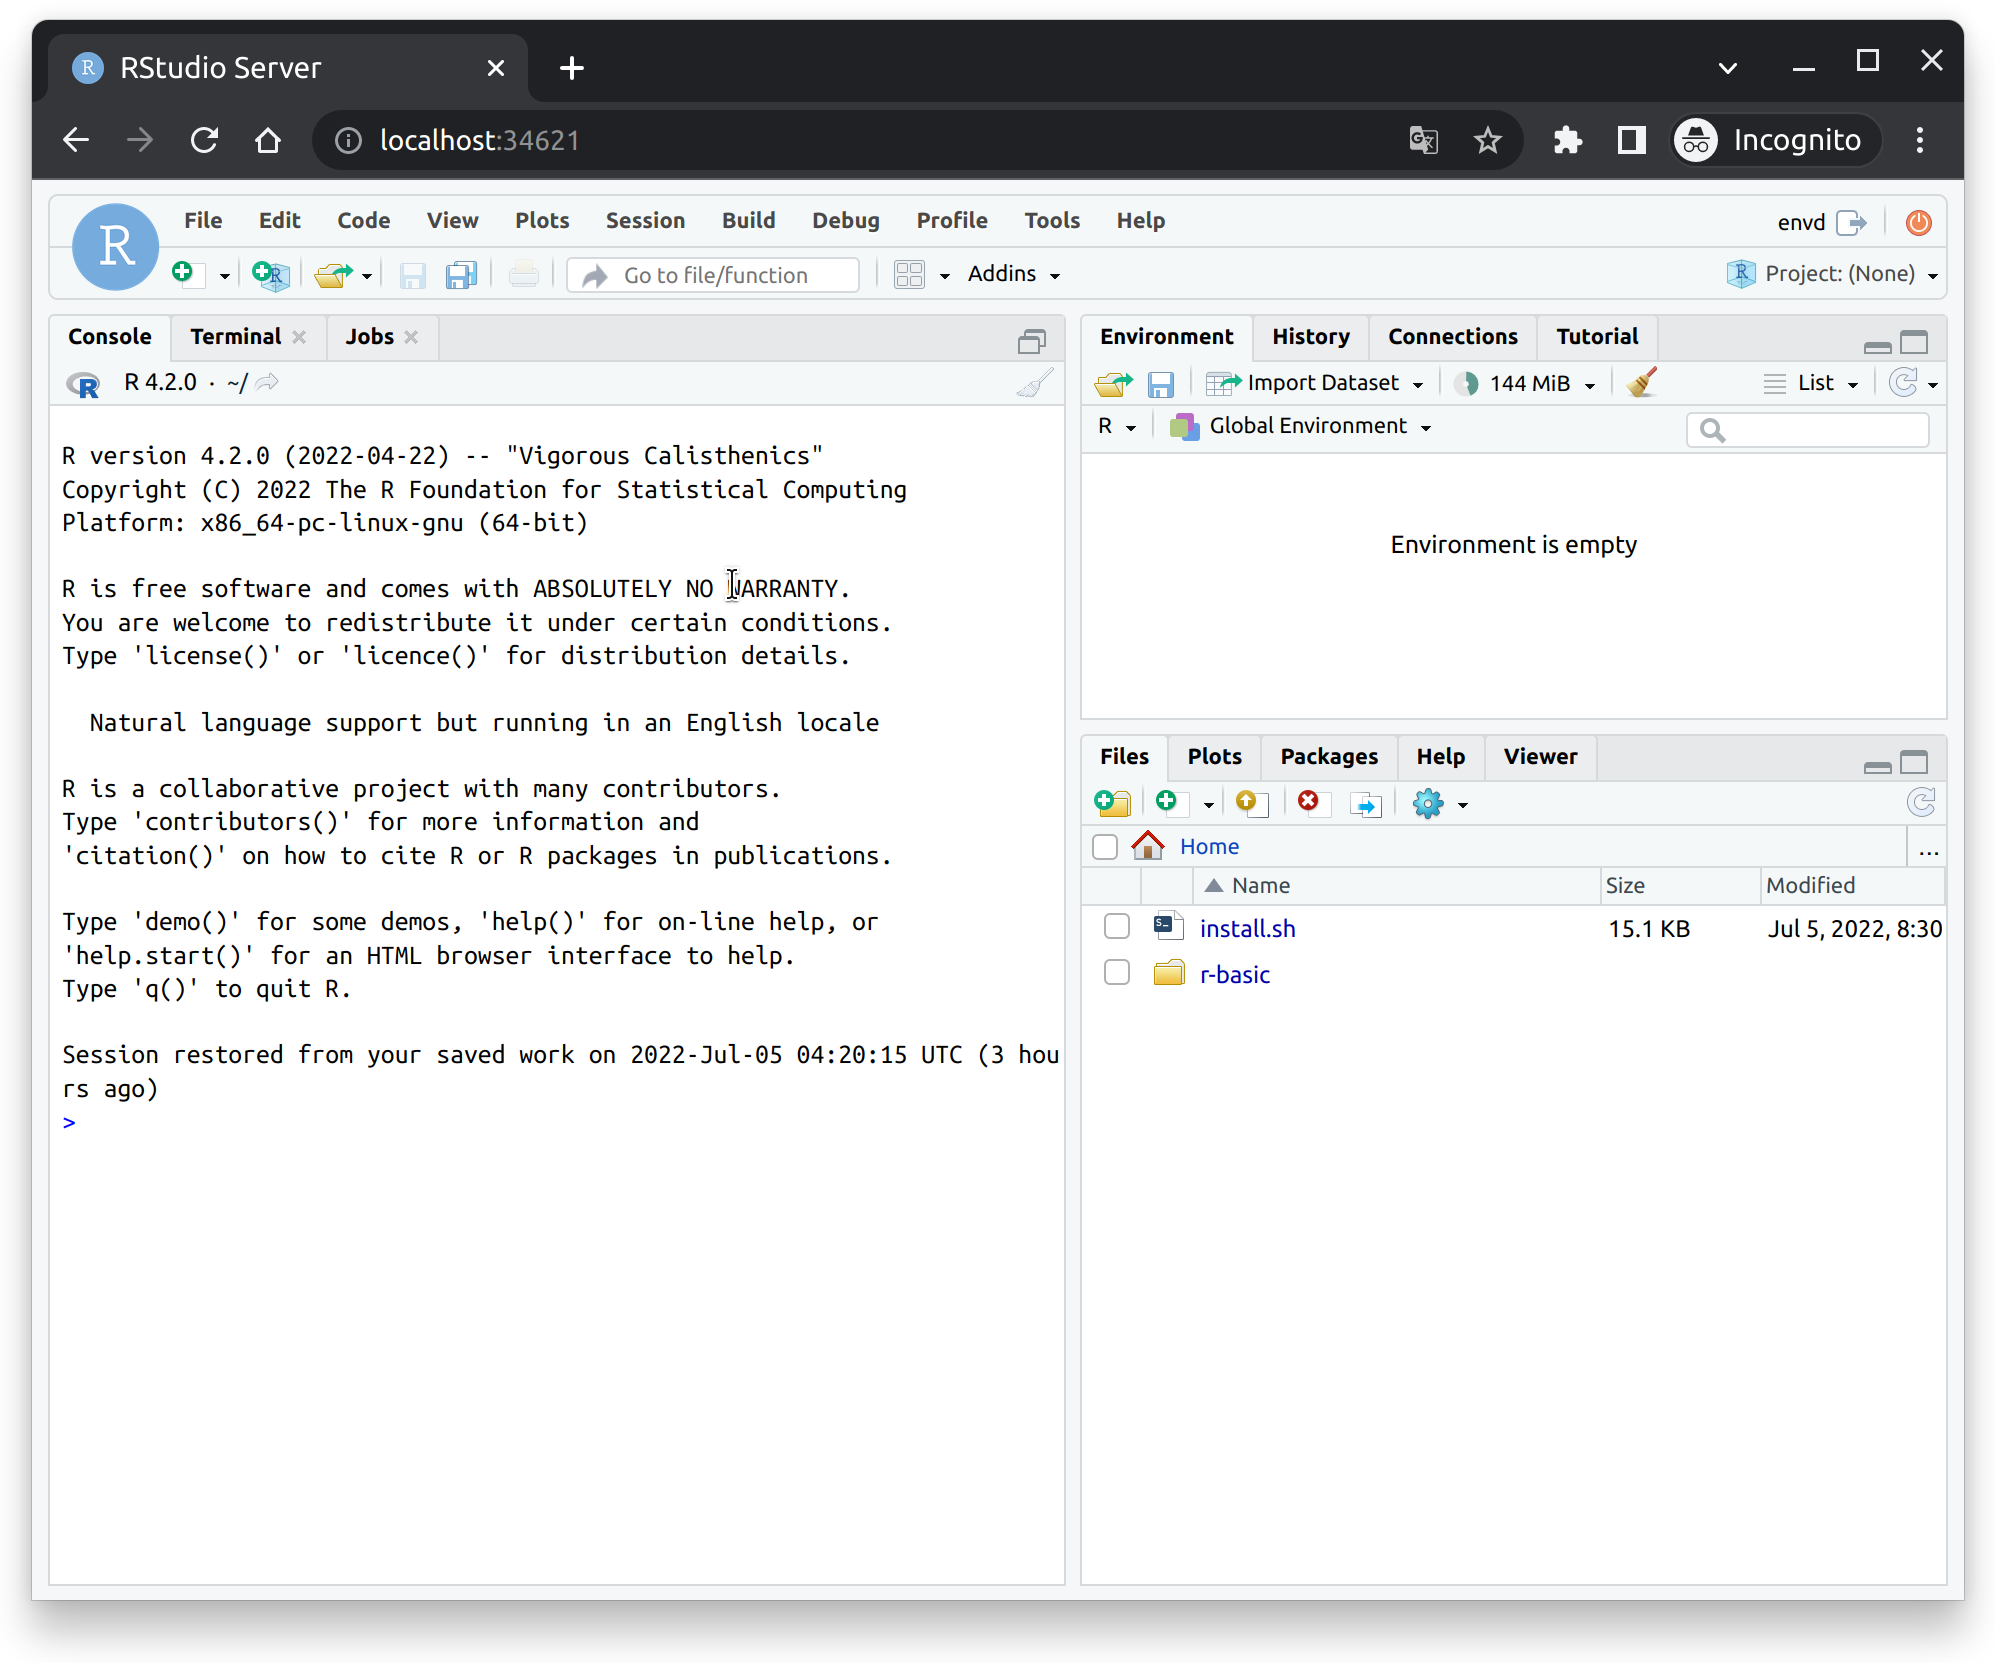 RStudio Server
localhost:34621
Incognito
R
File Edit Code View Plots Session Build Debug Profile Tools Help
envd
Go to file/function
Addins
Project: (None)
Console Terminal Jobs
R 4.2.0 · ~/
R version 4.2.0 (2022-04-22) -- "Vigorous Calisthenics"
Copyright (C) 2022 The R Foundation for Statistical Computing
Platform: x86_64-pc-linux-gnu (64-bit)
R is free software and comes with ABSOLUTELY NO WARRANTY.
You are welcome to redistribute it under certain conditions.
Type 'license()' or 'licence()' for distribution details.
Natural language support but running in an English locale
R is a collaborative project with many contributors.
Type 'contributors()' for more information and
'citation()' on how to cite R or R packages in publications.
Type 'demo()' for some demos, 'help()' for on-line help, or
'help.start()' for an HTML browser interface to help.
Type 'q()' to quit R.
Session restored from your saved work on 2022-Jul-05 04:20:15 UTC (3 hou
rs ago)
>
Environment History Connections Tutorial
Import Dataset 144 MiB List
R Global Environment
Environment is empty
Files Plots Packages Help Viewer
Home ...
Name Size Modified
install.sh 15.1 KB Jul 5, 2022, 8:30
r-basic